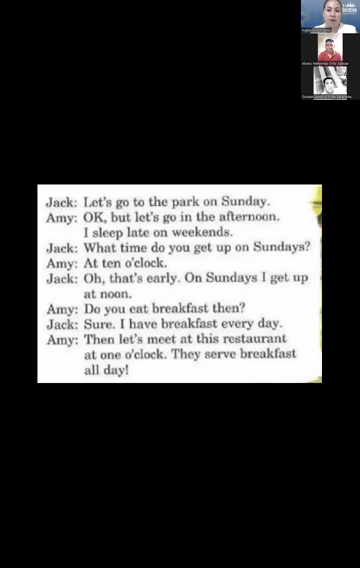 Jack: Let's go to the park on Sunday.
Amy: OK, but let's go in the afternoon.
I sleep late on weekends.
Jack: What time do you get up on Sundays?
Amy: At ten o'clock.
Jack: Oh, that's early. On Sundays I get up
at noon.
Amy: Do you eat breakfast then?
Jack: Sure. I have breakfast every day.
Amy: Then let's meet at this restaurant
at one o'clock. They serve breakfast
all day!